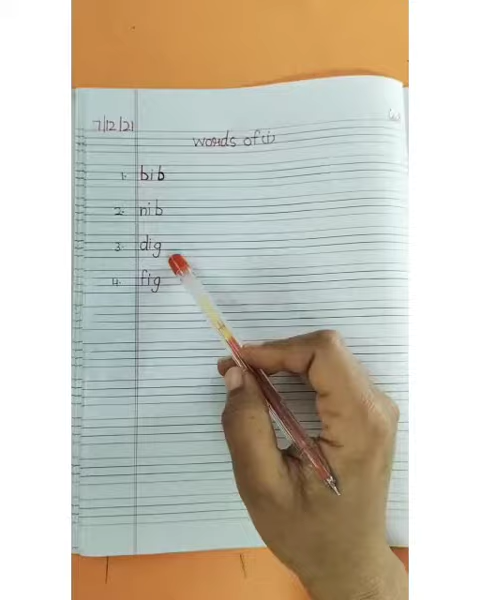 7/12/21
words of (i)
1. bib
2. nib
3. dig
4. fig